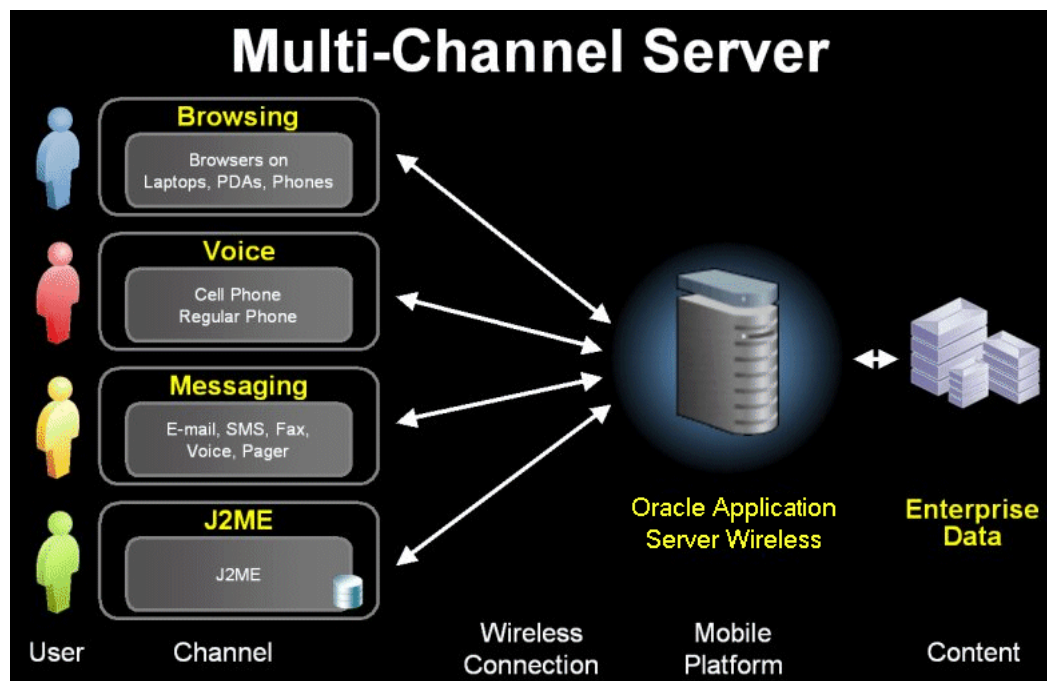 Multi-Channel Server
Browsing
Browsers on
Laptops, PDAs, Phones
Voice
Cell Phone
Regular Phone
Messaging
E-mail, SMS, Fax,
Voice, Pager
J2ME
J2ME
Oracle Application
Server Wireless
Enterprise
Data
User
Channel
Wireless
Connection
Mobile
Platform
Content